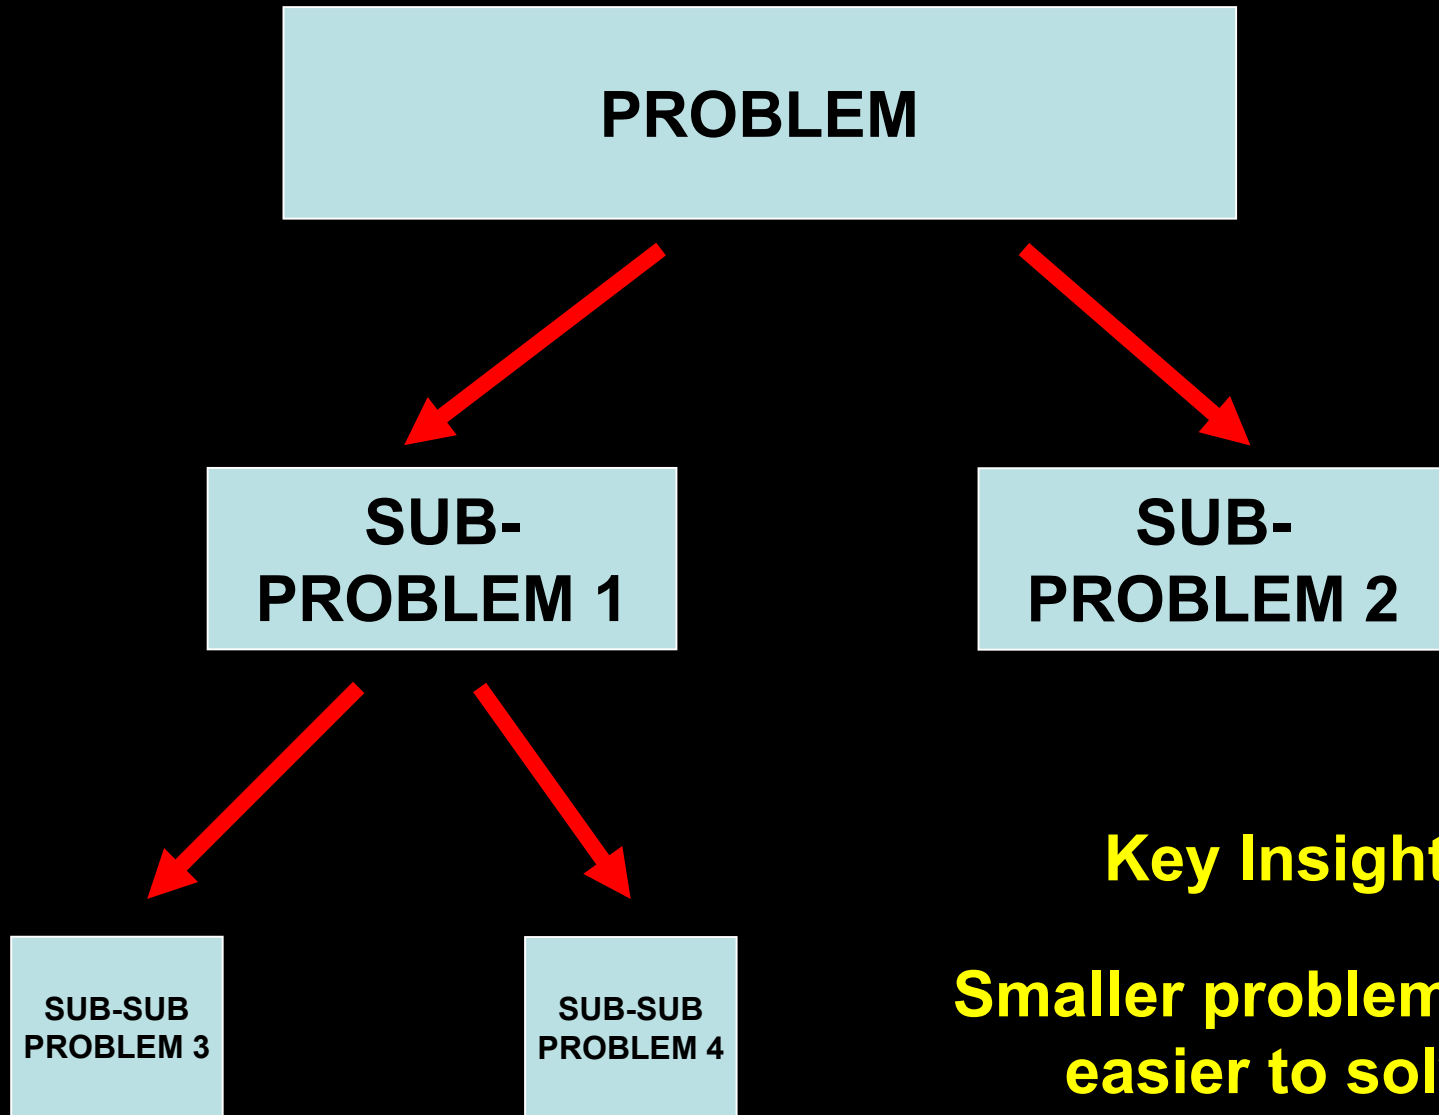 PROBLEM
SUB-
PROBLEM 1
SUB-
PROBLEM 2
Key Insight
Smaller problem
easier to sol
SUB-SUB
PROBLEM 3
SUB-SUB
PROBLEM 4